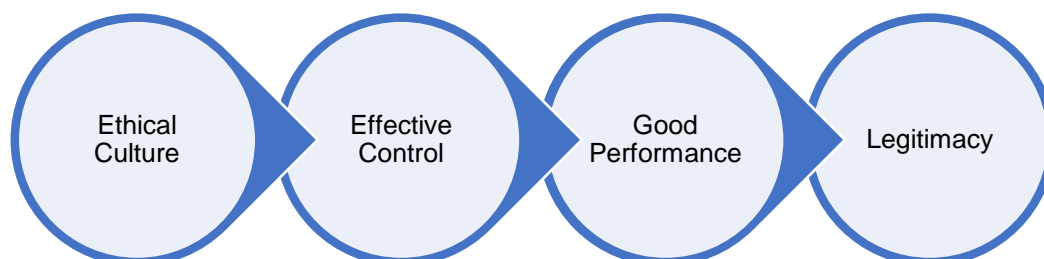 Ethical
Culture
Effective
Control
Good
Performance
Legitimacy